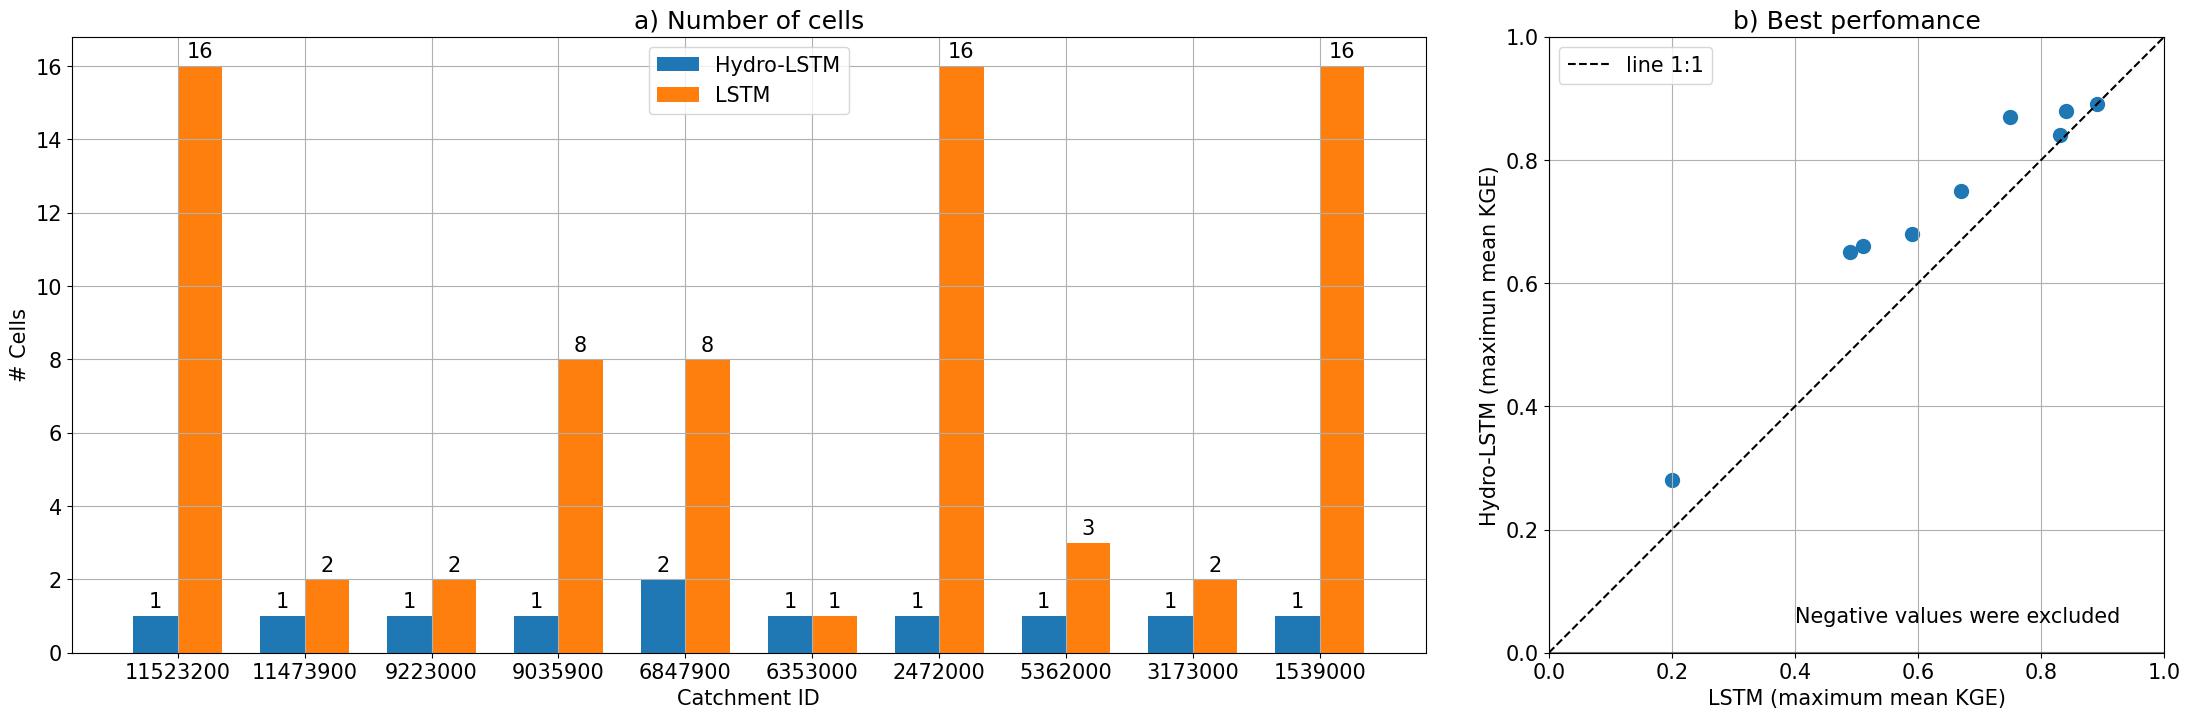 a) Number of cells
# Cells
16
14
12
10
8
6
4
2
0
Hydro-LSTM
LSTM
1 16
1 2
1 2
1 8
2 8
1 1
1 16
1 3
1 2
1 16
11523200 11473900 9223000 9035900 6847900 6353000 2472000 5362000 3173000 1539000
Catchment ID
b) Best perfomance
Hydro-LSTM (maximun mean KGE)
1.0
0.8
0.6
0.4
0.2
0.0
line 1:1
Negative values were excluded
0.0 0.2 0.4 0.6 0.8 1.0
LSTM (maximum mean KGE)